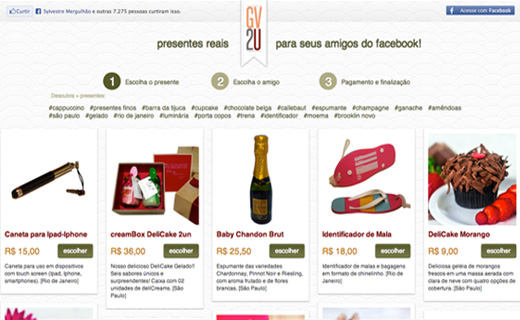 Curtir Sylvestre Mergulhão e outras 7.275 pessoas curtiram isso.
Acesse com Facebook
GV
2U
presentes reais para seus amigos do facebook!
1 Escolha o presente 2 Escolha o amigo 3 Pagamento e finalização
Descubra + presentes:
#cappuccino #presentes finos #barra da tijuca #cupcake #chocolate belga #callebaut #espumante #champagne #ganache #amêndoas
#são paulo #gelado #rio de janeiro #luminária #porta copos #trena #identificador #moema #brooklin novo
Caneta para Ipad-Iphone
R$ 15,00 escolher
Caneta para uso em dispositivos
com touch screen (Ipad, Iphone,
smartphones). [Rio de Janeiro]
creamBox DeliCake 2un
R$ 36,00 escolher
Nosso delicioso DeliCake Gelado!!
Seis sabores únicos e
surpreendentes! Caixa com 02
unidades de deliCreams. [São
Paulo]
Baby Chandon Brut
R$ 25,50 escolher
Espumante das variedades
Chardonnay, Pinnot Noir e Riesling,
com aroma frutado e de flores
brancas. [São Paulo]
Identificador de Mala
R$ 18,00 escolher
Identificador de malas e bagagens
em formato de chinelinho. [Rio de
Janeiro]
DeliCake Morango
R$ 9,00 escolher
Deliciosa geléia de morangos
frescos em uma massa aerada com
clara de neve com quatro opções de
cobertura. [São Paulo]